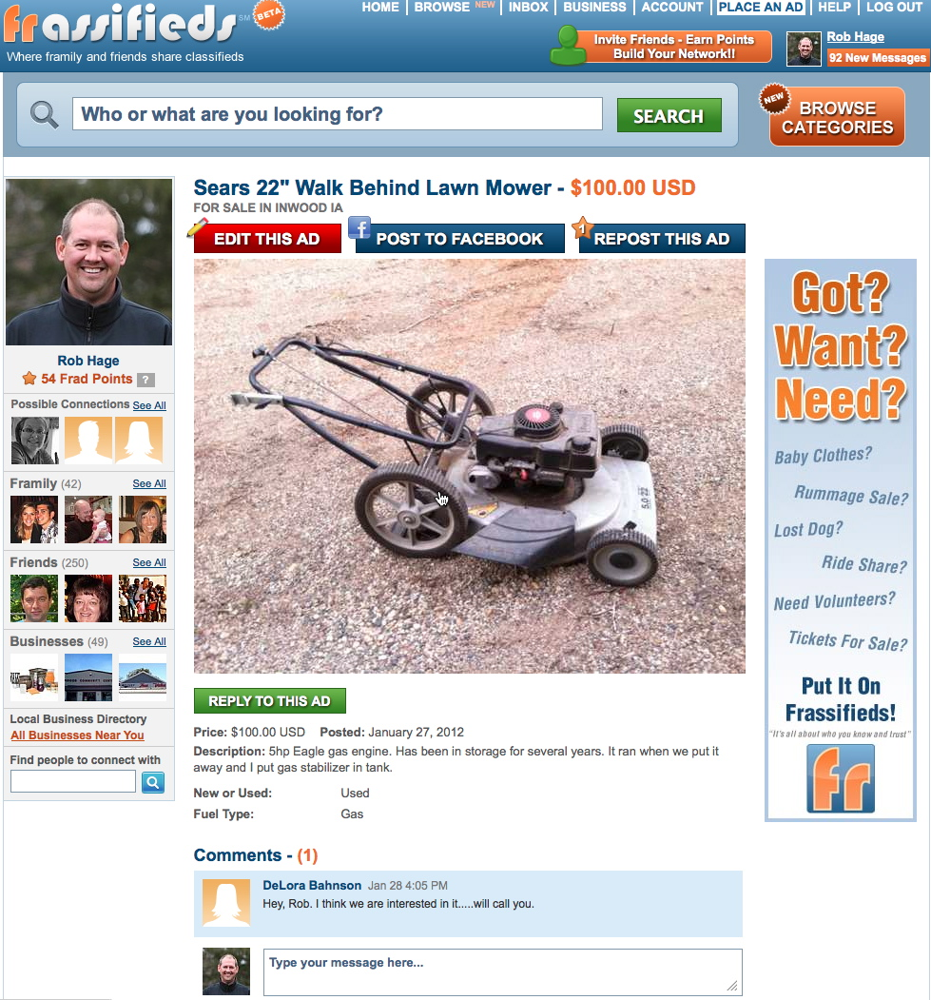 frassifieds SM BETA
Where framily and friends share classifieds
HOME BROWSE NEW INBOX BUSINESS ACCOUNT PLACE AN AD HELP LOG OUT
Invite Friends - Earn Points
Build Your Network!!
Rob Hage
92 New Messages
Who or what are you looking for?
SEARCH
NEW
BROWSE
CATEGORIES
Rob Hage
54 Frad Points ?
Possible Connections See All
Framily (42) See All
Friends (250) See All
Businesses (49) See All
Local Business Directory
All Businesses Near You
Find people to connect with
Sears 22" Walk Behind Lawn Mower - $100.00 USD
FOR SALE IN INWOOD IA
EDIT THIS AD
f POST TO FACEBOOK
1 REPOST THIS AD
5.0 22
REPLY TO THIS AD
Price: $100.00 USD Posted: January 27, 2012
Description: 5hp Eagle gas engine. Has been in storage for several years. It ran when we put it
away and I put gas stabilizer in tank.
New or Used: Used
Fuel Type: Gas
Comments - (1)
DeLora Bahnson Jan 28 4:05 PM
Hey, Rob. I think we are interested in it.....will call you.
Type your message here...
Got?
Want?
Need?
Baby Clothes?
Rummage Sale?
Lost Dog?
Ride Share?
Need Volunteers?
Tickets For Sale?
Put It On
Frassifieds!
"It's all about who you know and trust"
fr